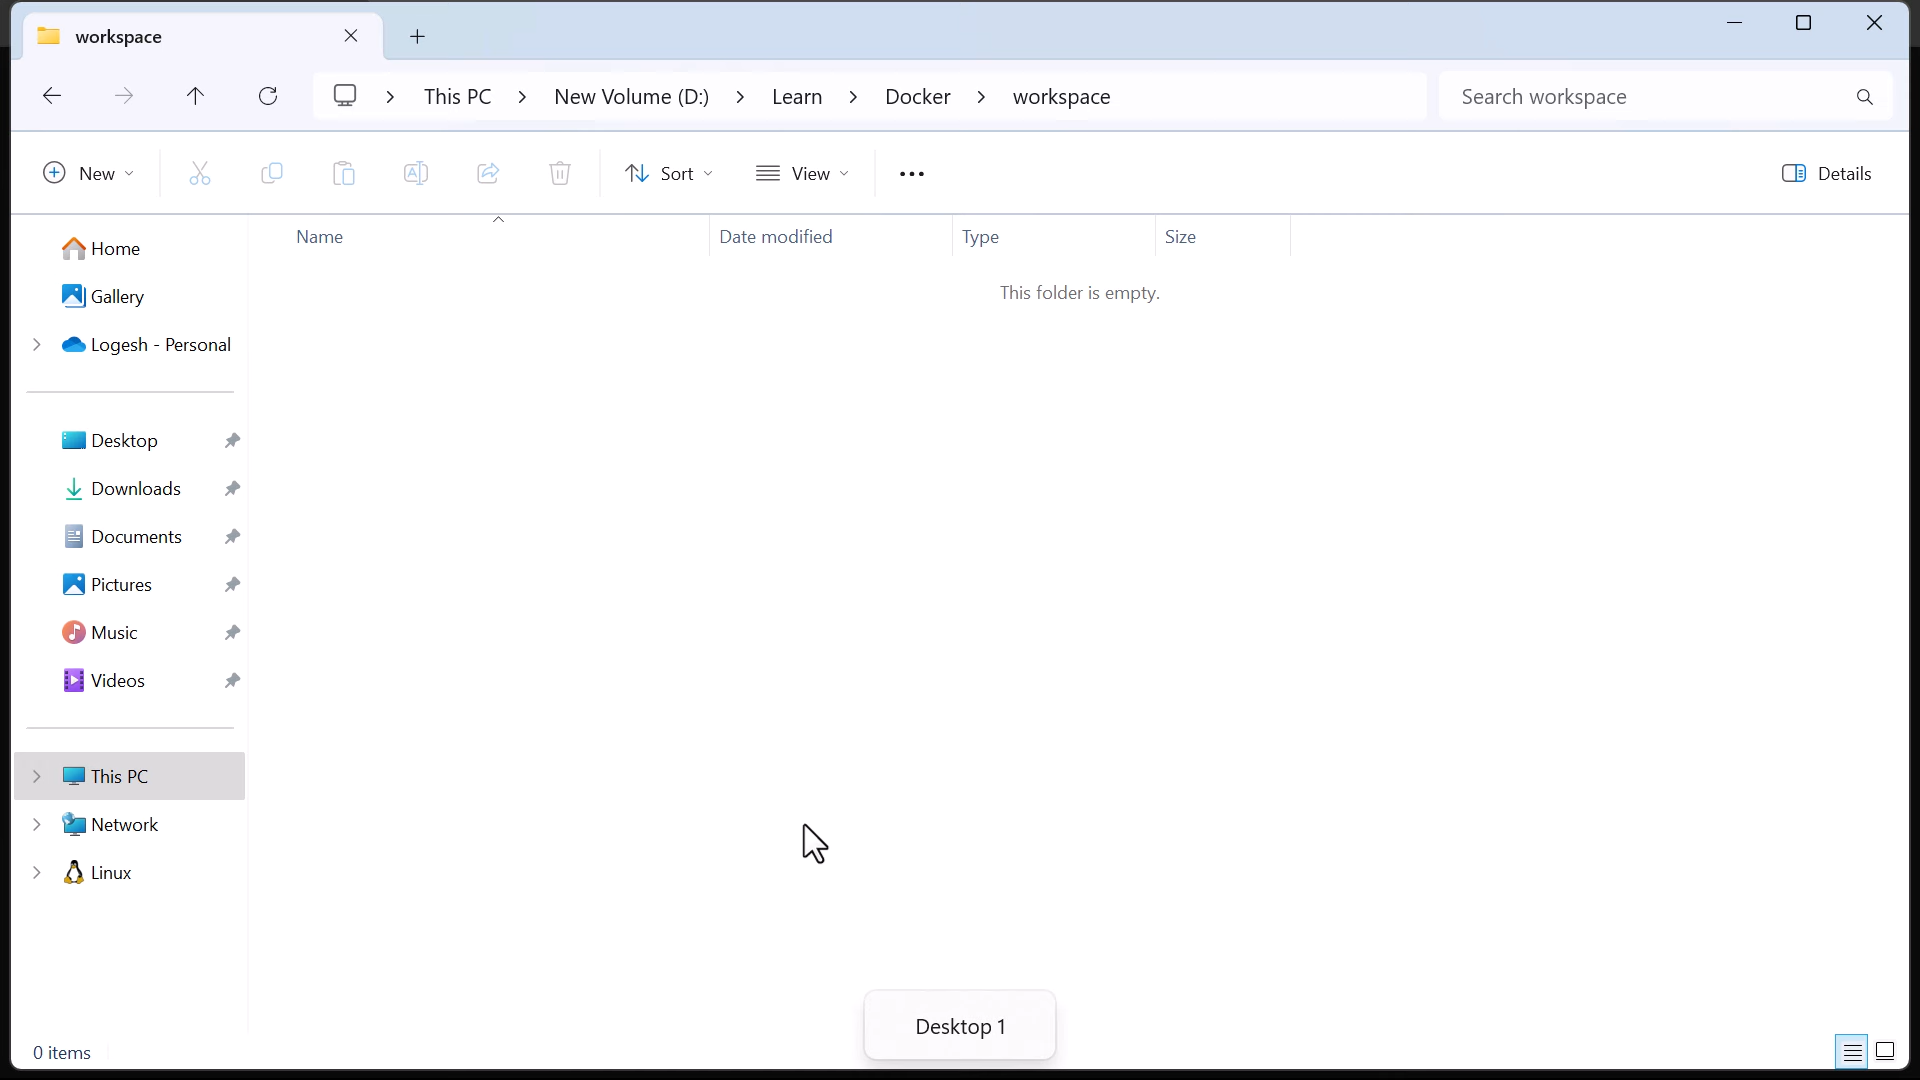 workspace
This PC > New Volume (D:) > Learn > Docker > workspace
Search workspace
New
Sort
View
Details
Name
Date modified
Type
Size
This folder is empty.
Home
Gallery
Logesh - Personal
Desktop
Downloads
Documents
Pictures
Music
Videos
This PC
Network
Linux
Desktop 1
0 items